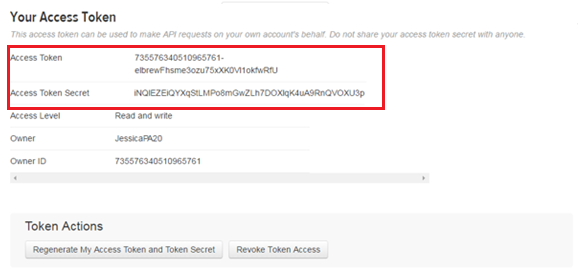 Your Access Token
This access token can be used to make API requests on your own account's behalf. Do not share your access token secret with anyone.
Access Token 735576340510965761-
elbrewFhsme3ozu75xXK0Vl1okfwRfU
Access Token Secret iNQIEZEiQYXqStLMPo8mGwZLh7DOXIqK4uA9RnQVOXU3p
Access Level Read and write
Owner JessicaPA20
Owner ID 735576340510965761
Token Actions
Regenerate My Access Token and Token Secret Revoke Token Access